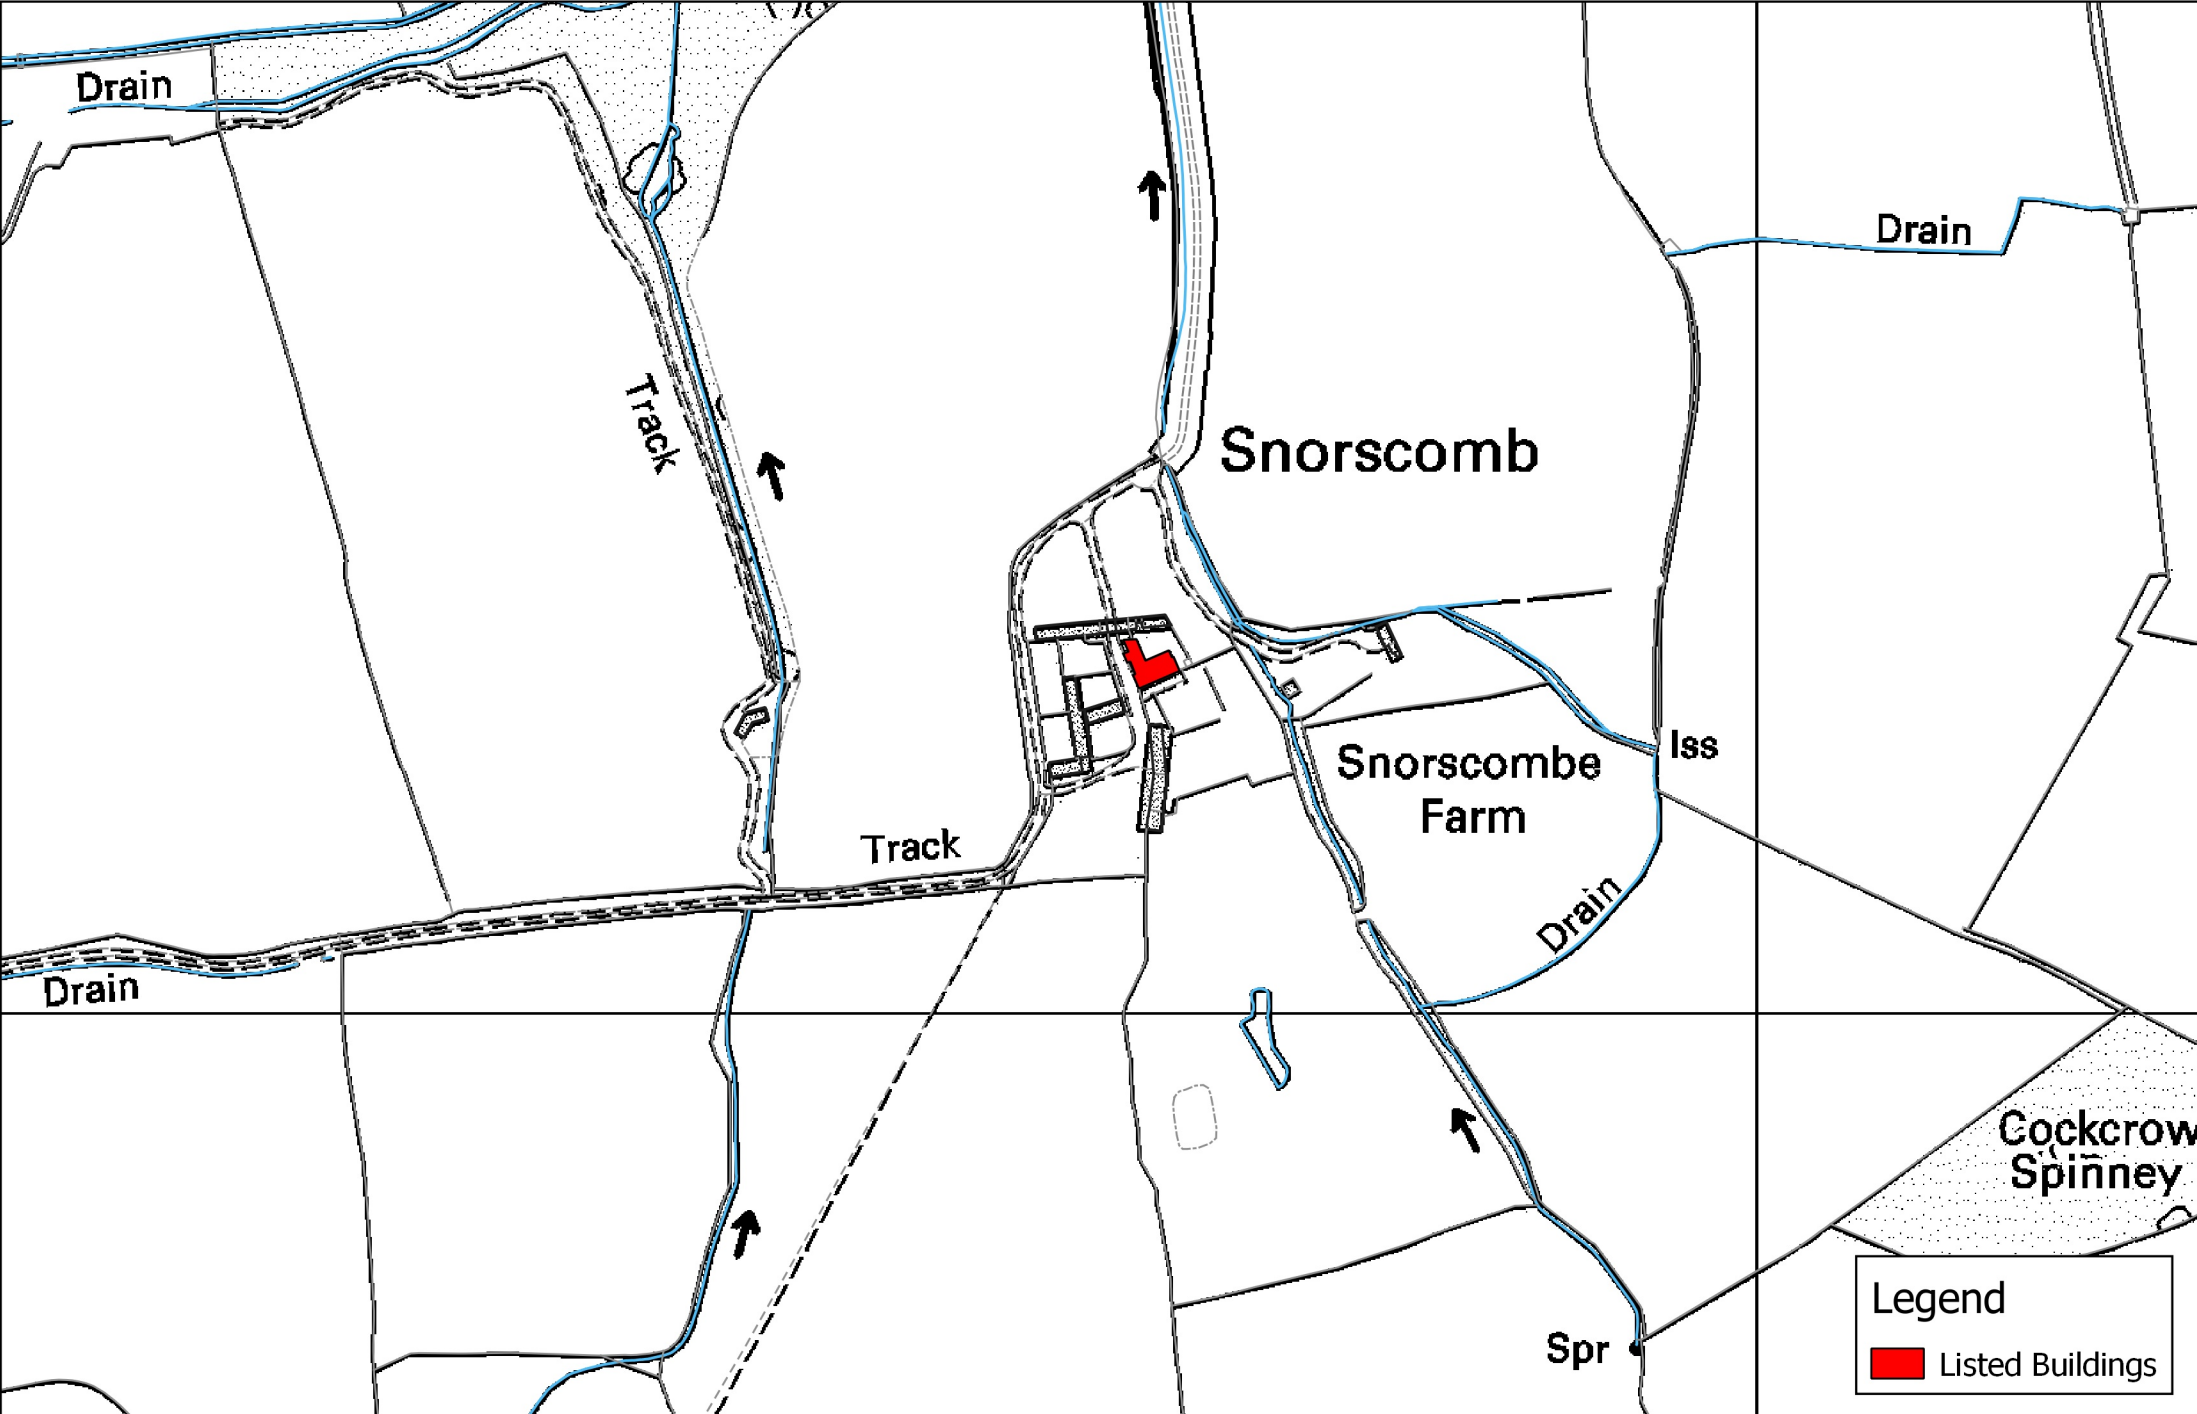 Drain
Drain
Track
Snorscomb
Iss
Snorscombe
Farm
Track
Drain
Drain
Cockcrow
Spinney
Spr
Legend
Listed Buildings